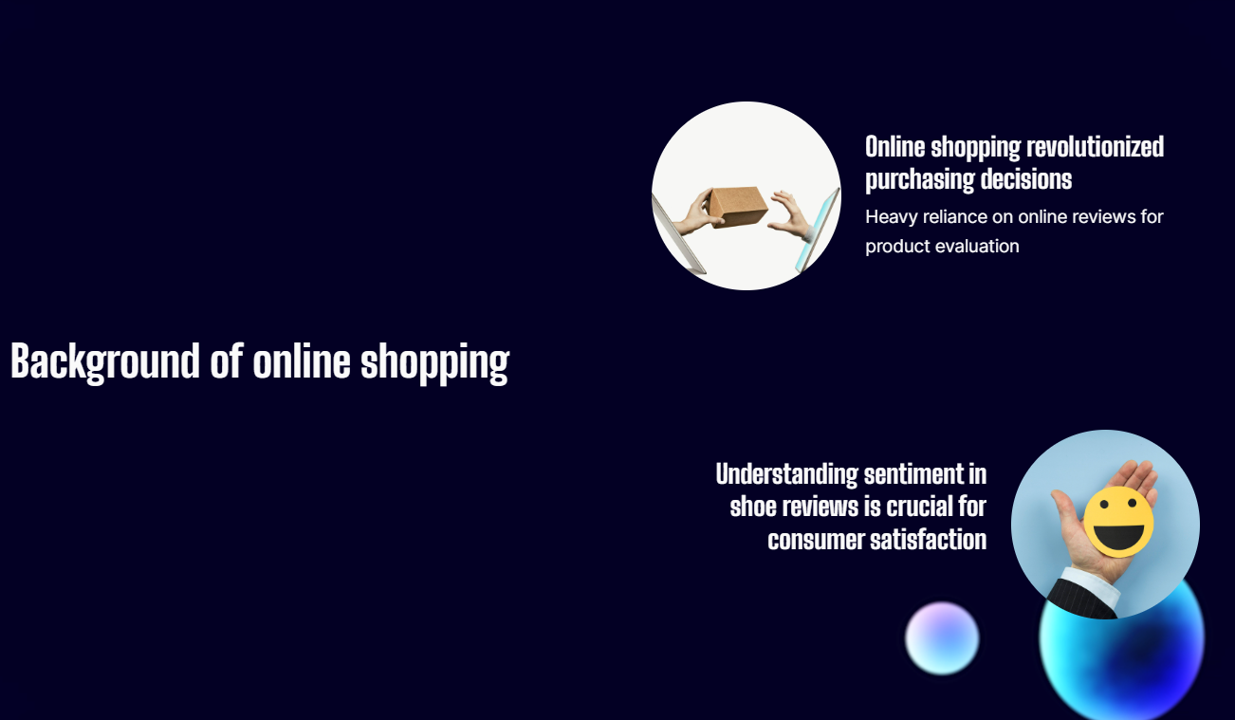 Background of online shopping
Online shopping revolutionized
purchasing decisions
Heavy reliance on online reviews for
product evaluation
Understanding sentiment in
shoe reviews is crucial for
consumer satisfaction